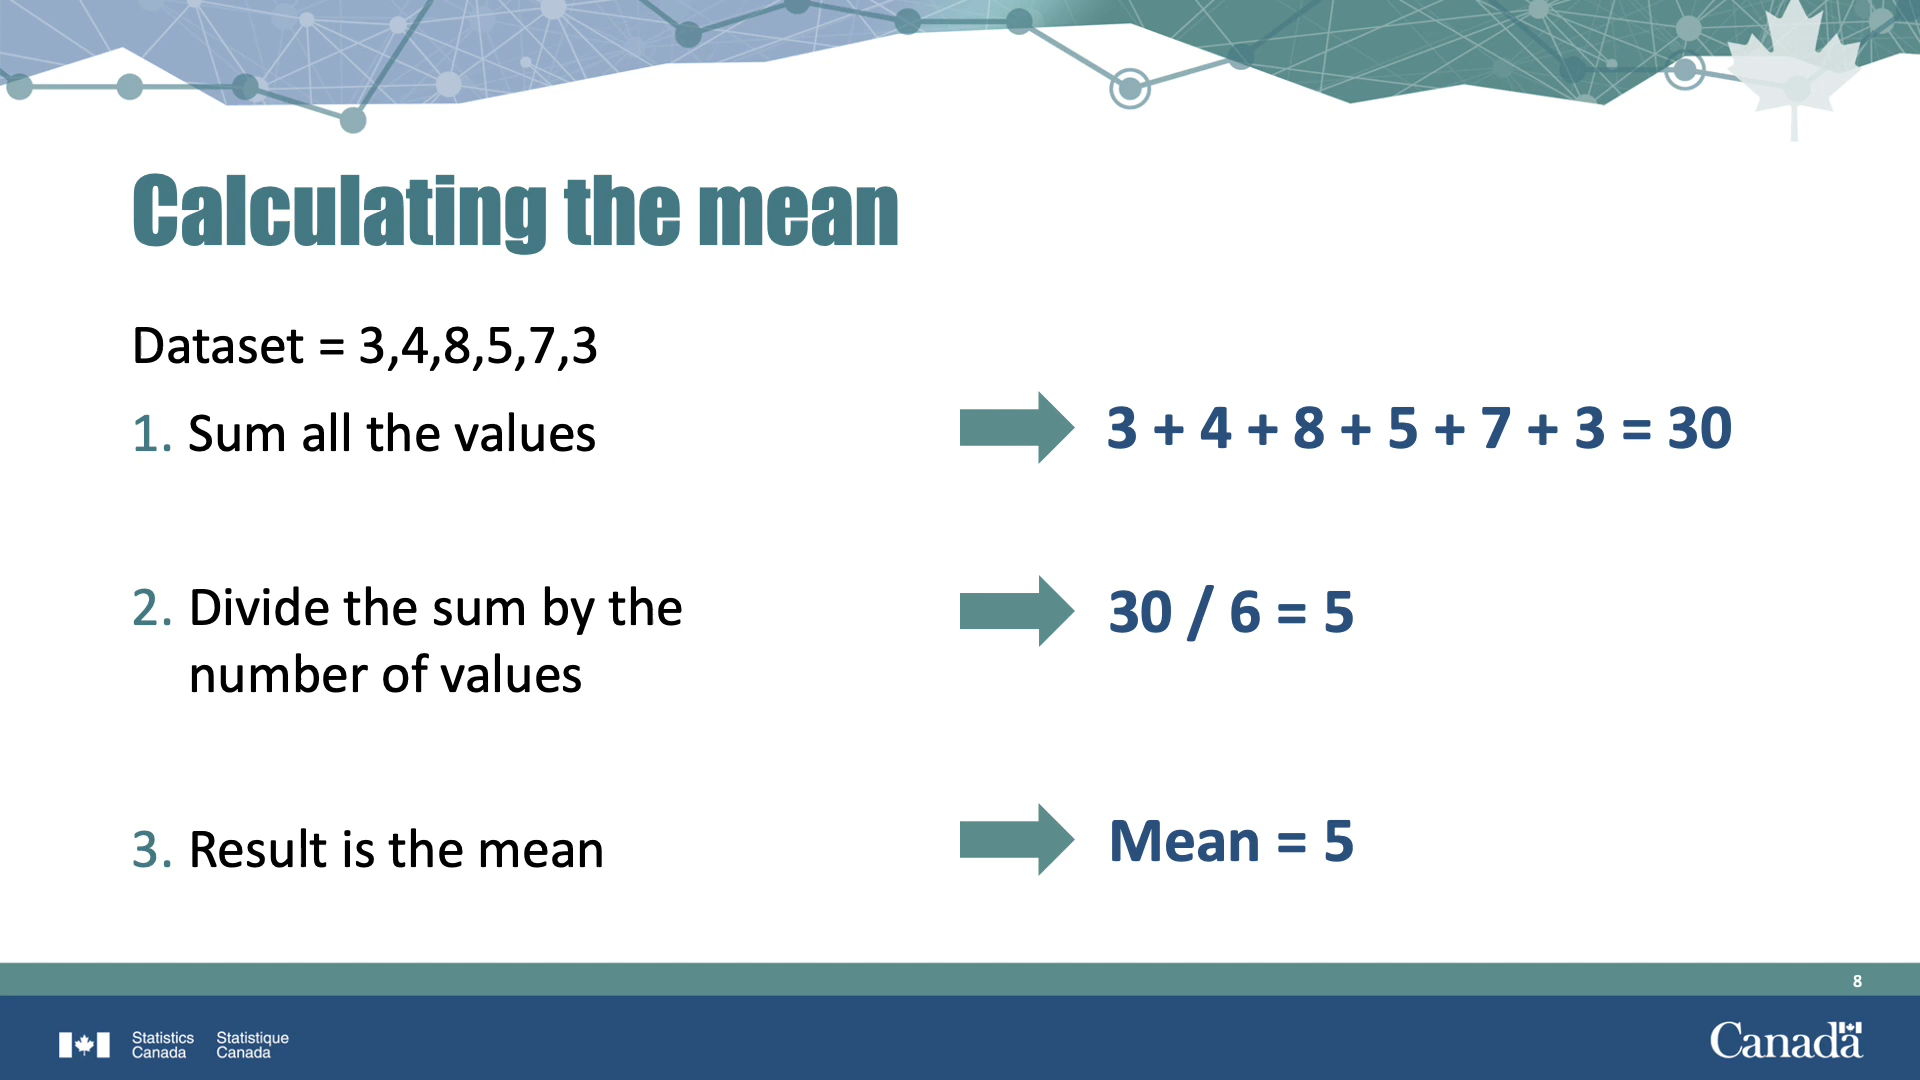 Calculating the mean
Dataset = 3,4,8,5,7,3
1. Sum all the values
3 + 4 + 8 + 5 + 7 + 3 = 30
2. Divide the sum by the
number of values
30 / 6 = 5
3. Result is the mean
Mean = 5
8
Statistics
Canada
Statistique
Canada
Canada